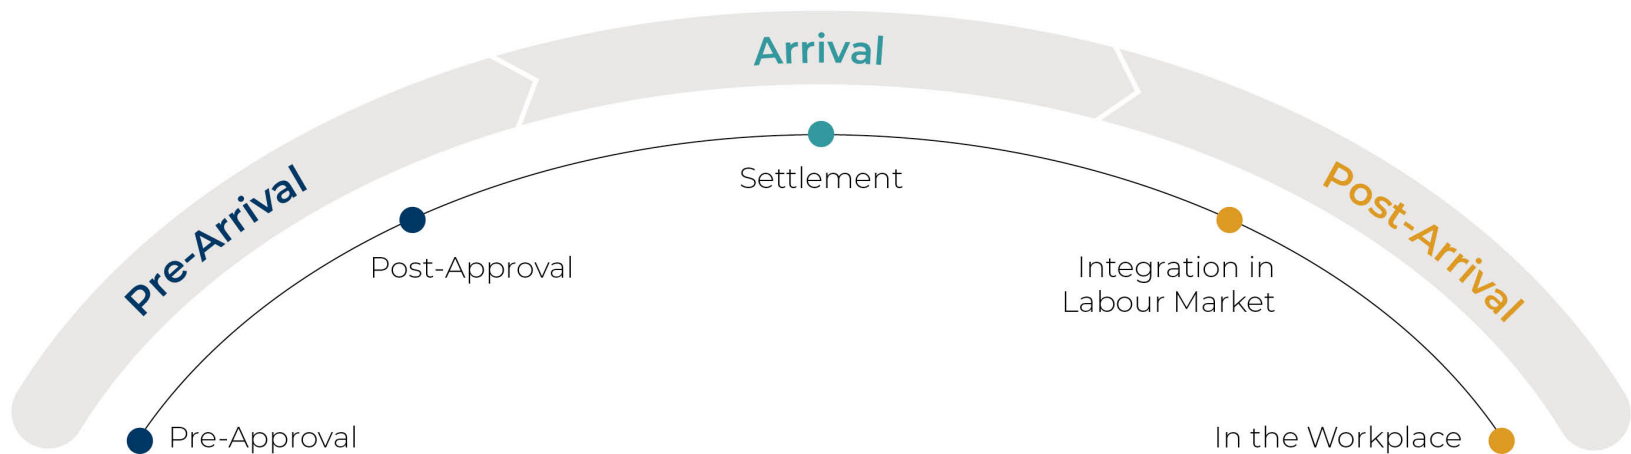 Pre-Arrival
Arrival
Post-Arrival
Pre-Approval
Post-Approval
Settlement
Integration in
Labour Market
In the Workplace